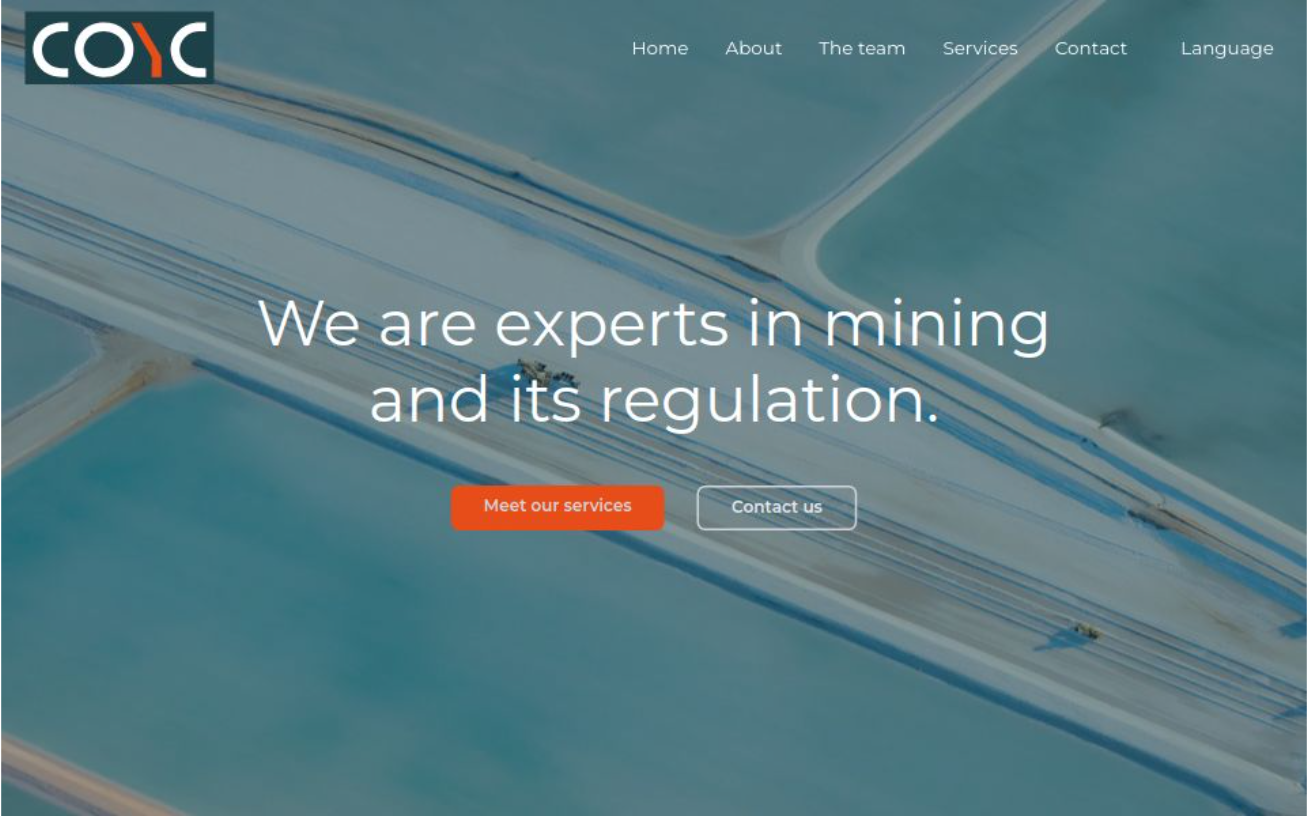 COYC
Home About The team Services Contact Language
We are experts in mining
and its regulation.
Meet our services Contact us